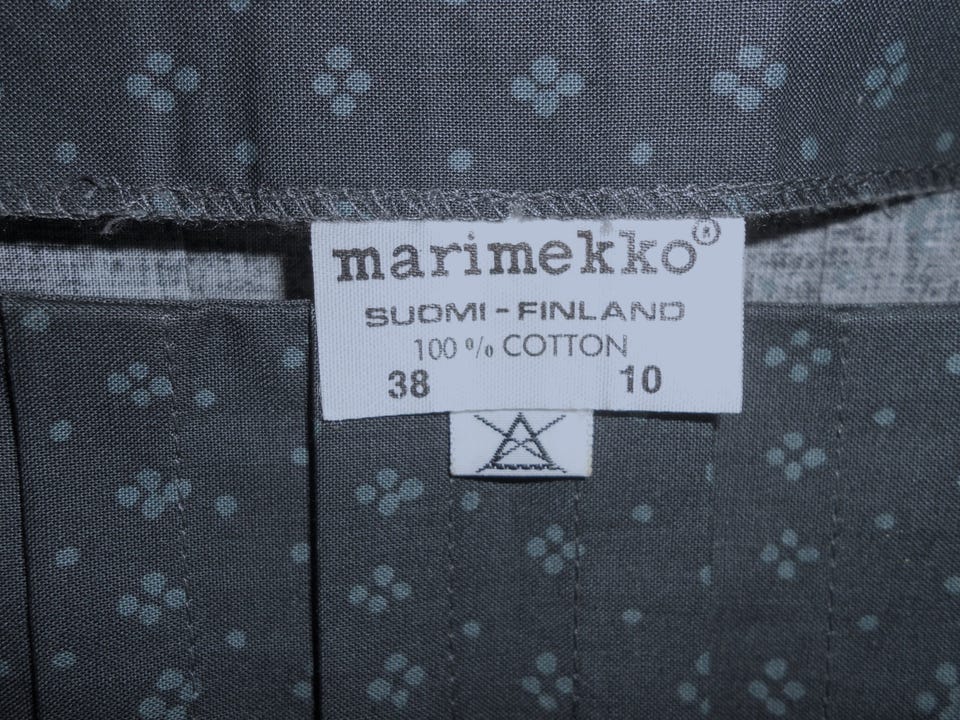 marimekko®
SUOMI - FINLAND
100 % COTTON
38 10